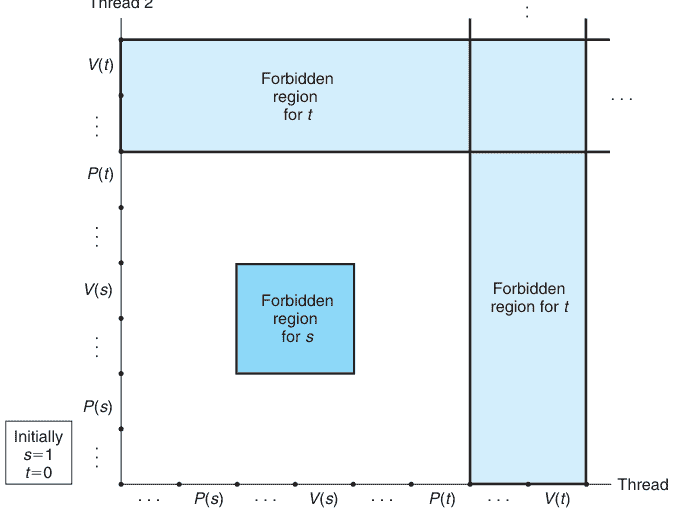 Thread 2
V(t)
P(t)
V(s)
P(s)
Forbidden
region
for t
. . .
Forbidden
region
for s
Forbidden
region for t
Initially
s=1
t=0
. . . P(s) . . . V(s) . . . P(t) . . . V(t)
Thread